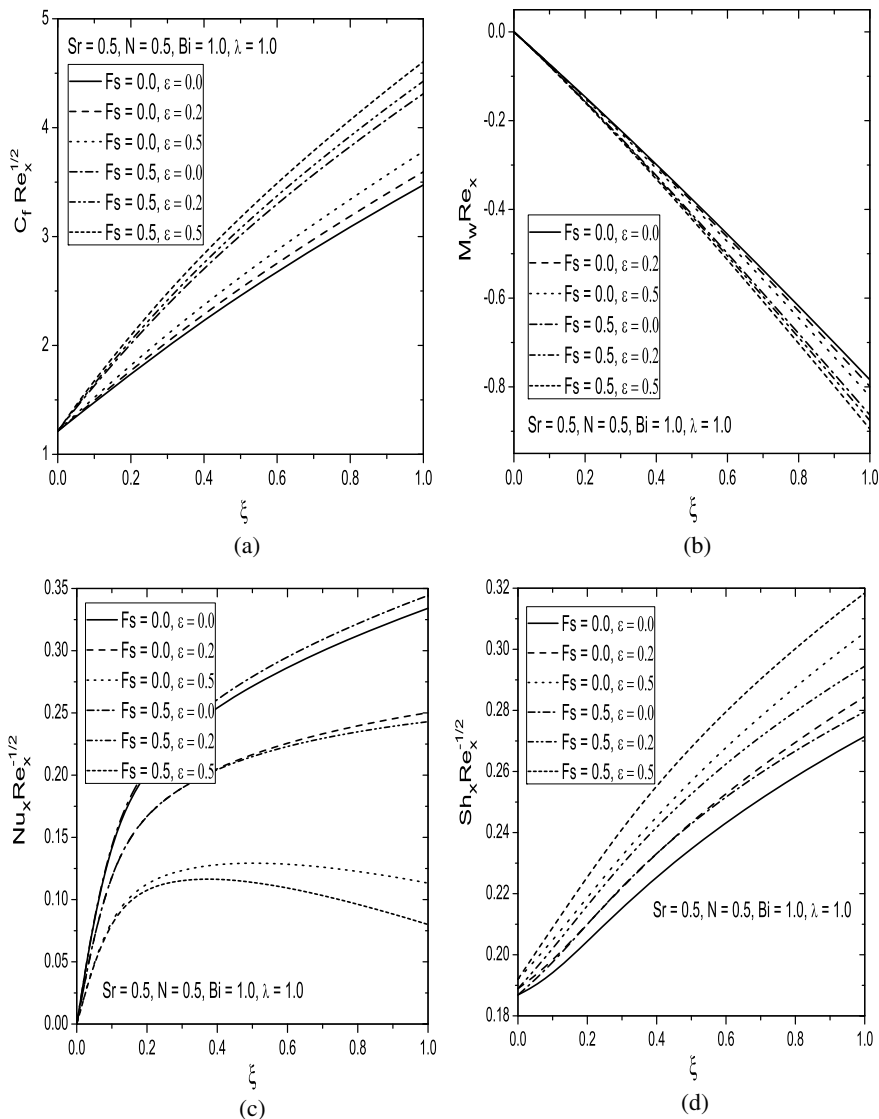 5
4
3
2
1
C_f Re_x^{1/2}
Sr = 0.5, N = 0.5, Bi = 1.0, λ = 1.0
Fs = 0.0, ε = 0.0
Fs = 0.0, ε = 0.2
Fs = 0.0, ε = 0.5
Fs = 0.5, ε = 0.0
Fs = 0.5, ε = 0.2
Fs = 0.5, ε = 0.5
0.0 0.2 0.4 0.6 0.8 1.0
ξ
(a)
0.0
-0.2
-0.4
-0.6
-0.8
M_w Re_x
Fs = 0.0, ε = 0.0
Fs = 0.0, ε = 0.2
Fs = 0.0, ε = 0.5
Fs = 0.5, ε = 0.0
Fs = 0.5, ε = 0.2
Fs = 0.5, ε = 0.5
Sr = 0.5, N = 0.5, Bi = 1.0, λ = 1.0
0.0 0.2 0.4 0.6 0.8 1.0
ξ
(b)
0.35
0.30
0.25
0.20
0.15
0.10
0.05
0.00
Nu_x Re_x^{-1/2}
Fs = 0.0, ε = 0.0
Fs = 0.0, ε = 0.2
Fs = 0.0, ε = 0.5
Fs = 0.5, ε = 0.0
Fs = 0.5, ε = 0.2
Fs = 0.5, ε = 0.5
Sr = 0.5, N = 0.5, Bi = 1.0, λ = 1.0
0.0 0.2 0.4 0.6 0.8 1.0
ξ
(c)
0.32
0.30
0.28
0.26
0.24
0.22
0.20
0.18
Sh_x Re_x^{-1/2}
Fs = 0.0, ε = 0.0
Fs = 0.0, ε = 0.2
Fs = 0.0, ε = 0.5
Fs = 0.5, ε = 0.0
Fs = 0.5, ε = 0.2
Fs = 0.5, ε = 0.5
Sr = 0.5, N = 0.5, Bi = 1.0, λ = 1.0
0.0 0.2 0.4 0.6 0.8 1.0
ξ
(d)